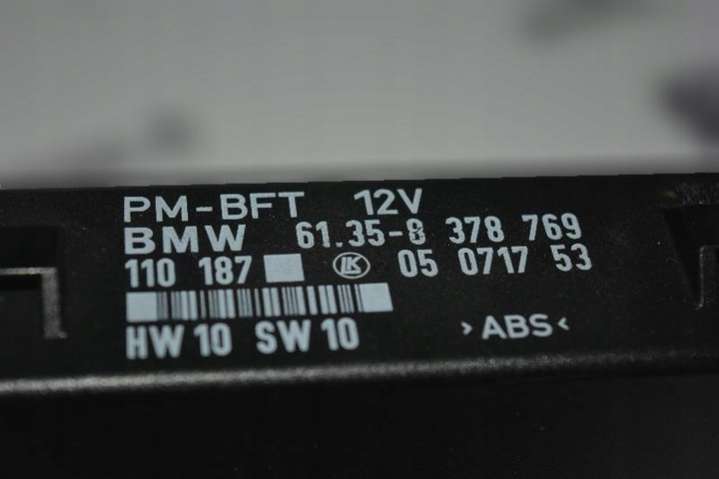 PM-BFT 12V
BMW 61.35-8 378 769
110 187 LK 05 0717 53
HW 10 SW 10 >ABS<